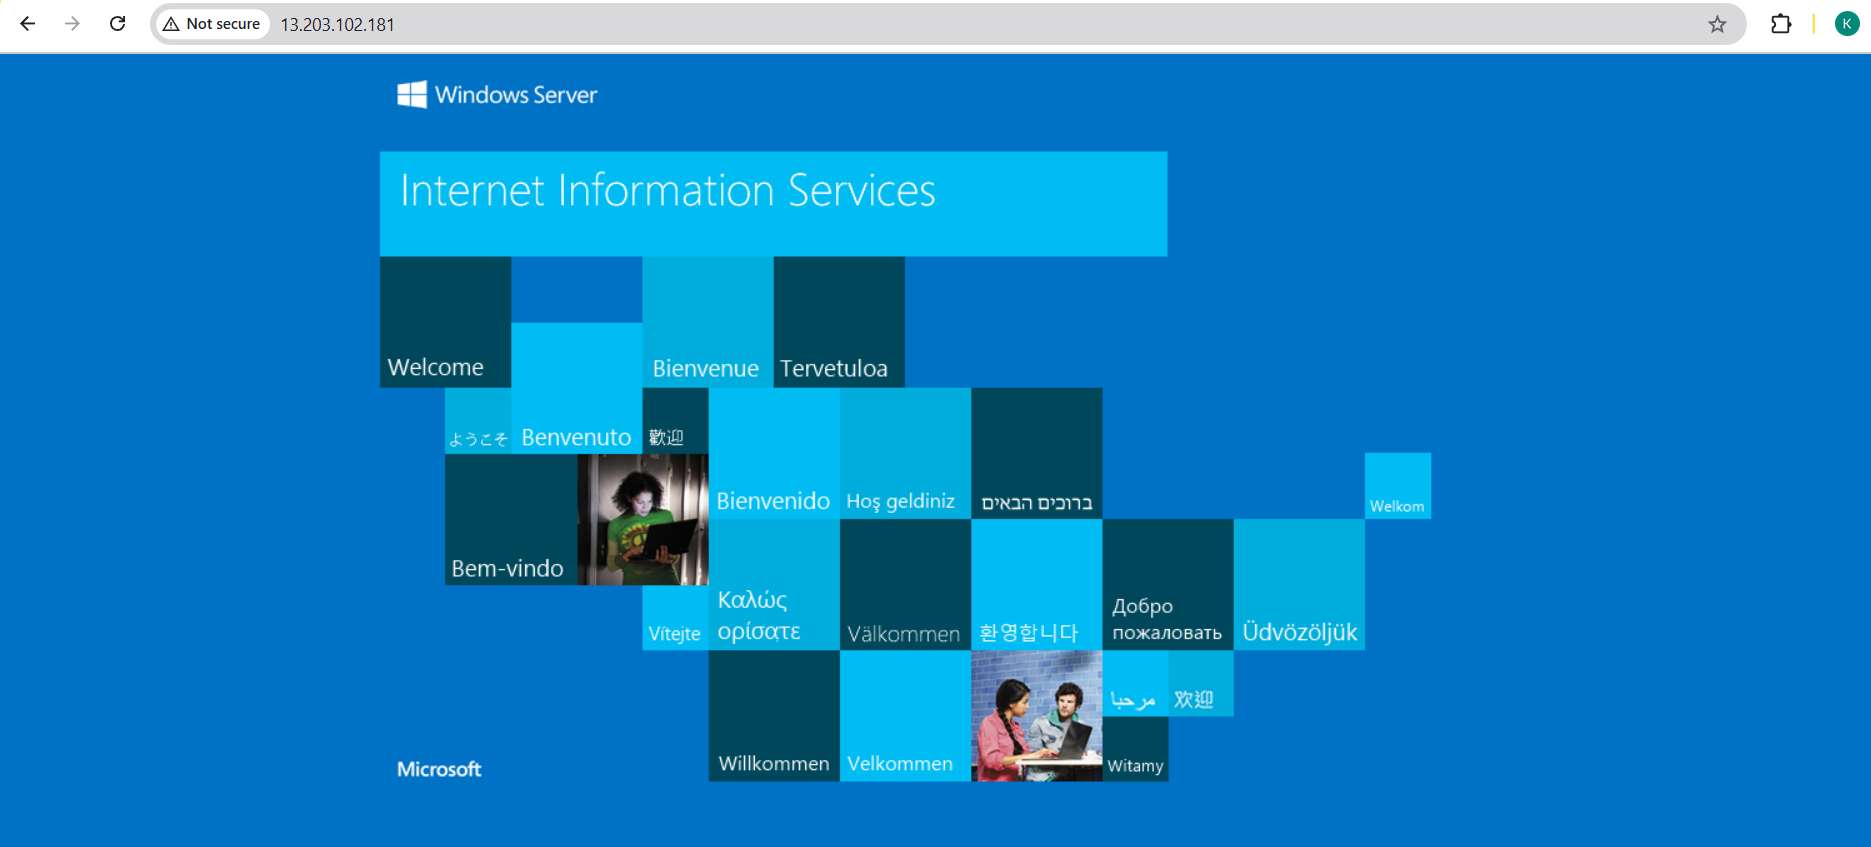 Not secure
13.203.102.181
K
Windows Server
Internet Information Services
Welcome
Bienvenue
Tervetuloa
ようこそ
Benvenuto
歡迎
Bienvenido
Hoş geldiniz
ברוכים הבאים
Welkom
Bem-vindo
Vítejte
Καλώς
ορίσατε
Välkommen
환영합니다
Добро
пожаловать
Üdvözöljük
مرحبا
欢迎
Willkommen
Velkommen
Witamy
Microsoft